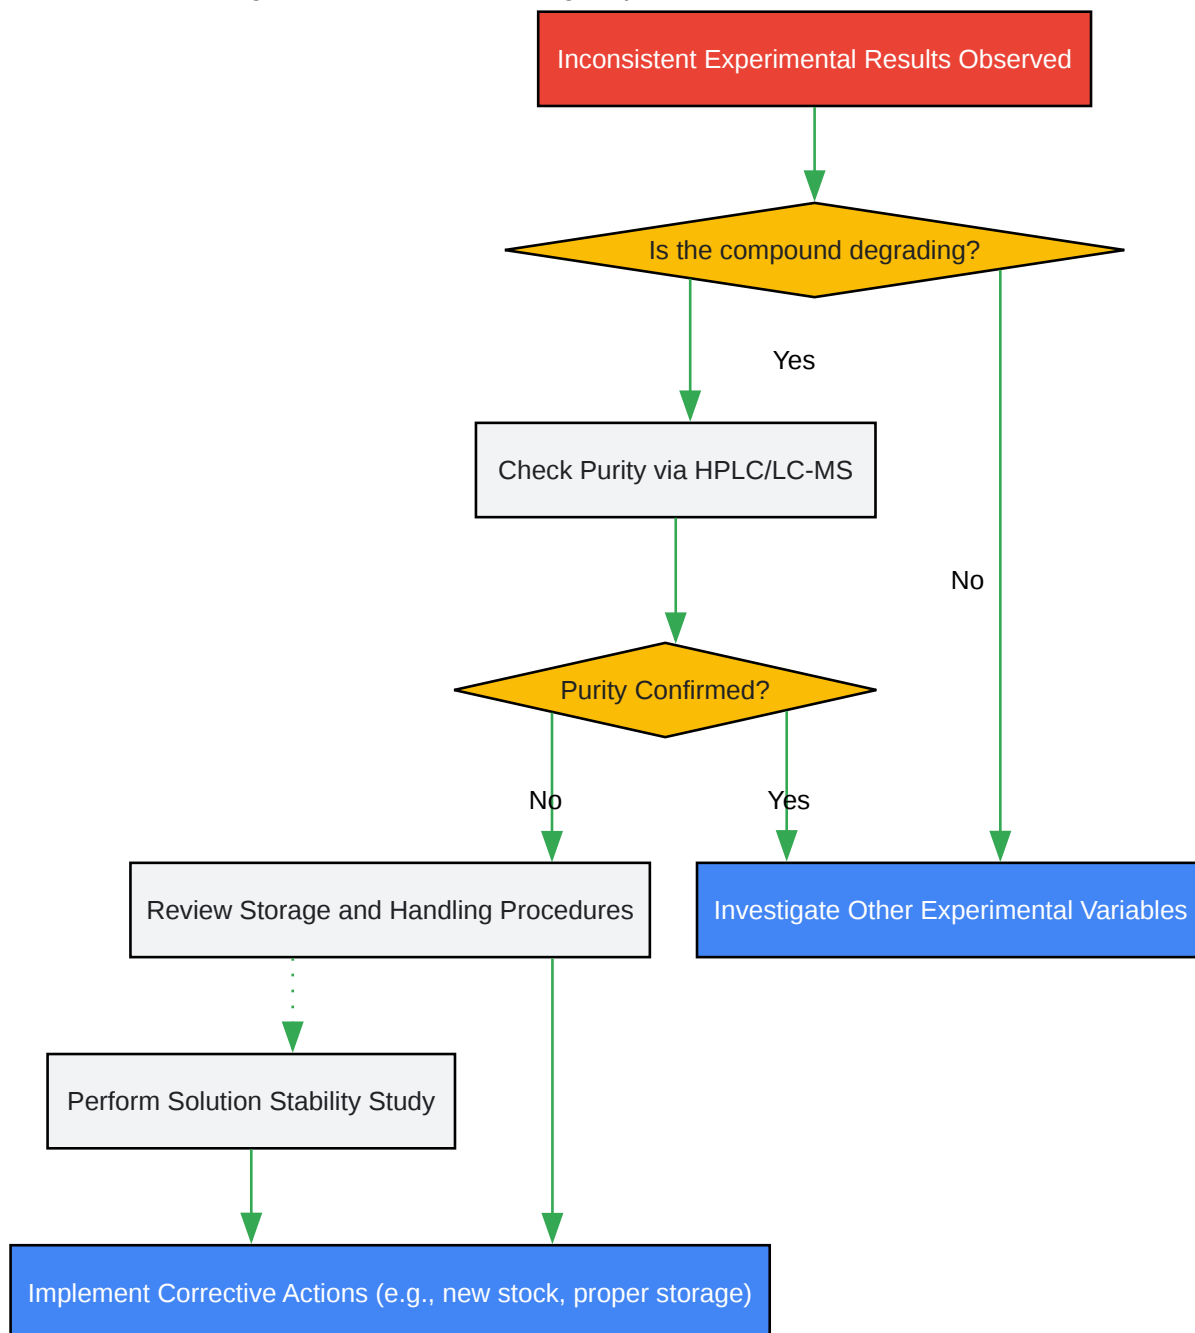 Inconsistent Experimental Results Observed
Is the compound degrading?
Yes
Check Purity via HPLC/LC-MS
No
Purity Confirmed?
No
Yes
Review Storage and Handling Procedures
Investigate Other Experimental Variables
Perform Solution Stability Study
Implement Corrective Actions (e.g., new stock, proper storage)